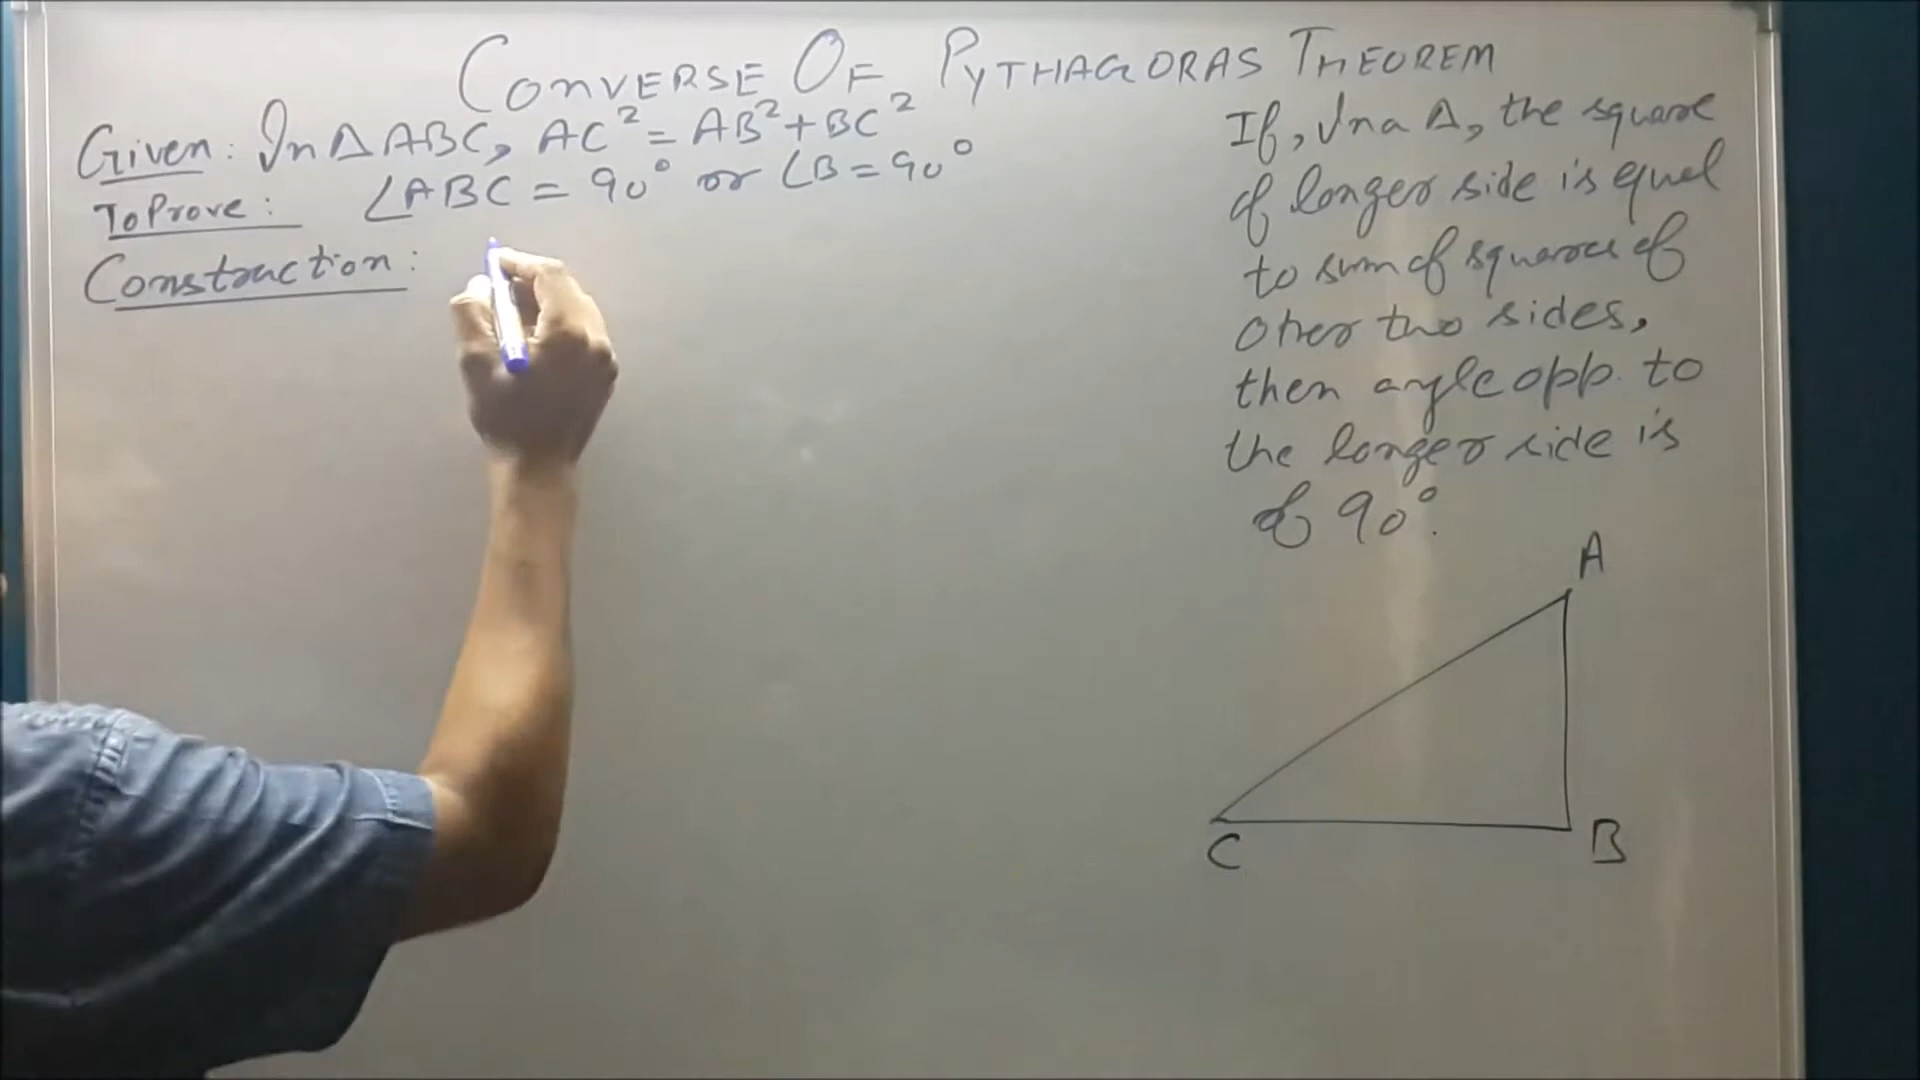 CONVERSE OF PYTHAGORAS THEOREM
Given: In Δ ABC, AC² = AB² + BC²
To Prove: ∠ABC = 90° or ∠B = 90°
Construction:
If, In a Δ, the square
of longer side is equal
to sum of squares of
other two sides,
then angle opp. to
the longer side is
of 90°.
A
C
B